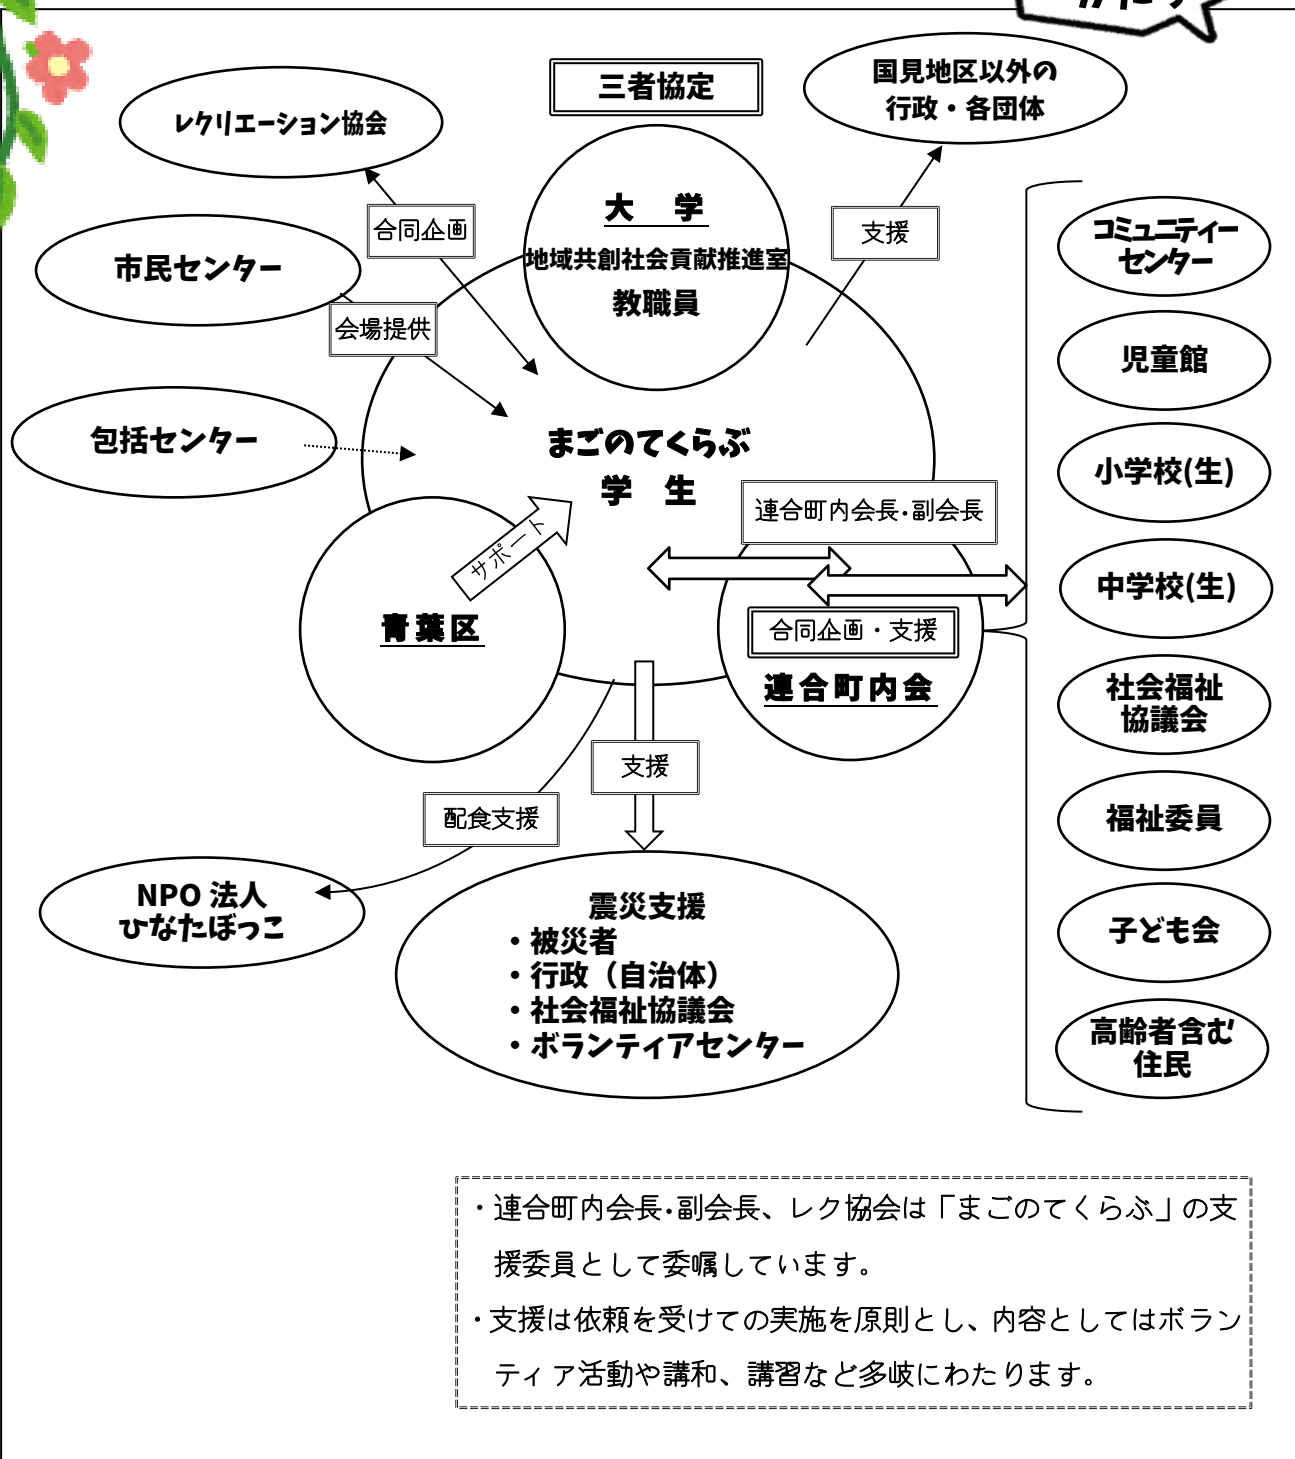 三者協定
国見地区以外の
行政・各団体
レクリエーション協会
大　学
地域共創社会貢献推進室
教職員
合同企画
支援
市民センター
会場提供
包括センター
まごのてくらぶ
学　生
サポート
青葉区
連合町内会長・副会長
合同企画・支援
連合町内会
支援
配食支援
NPO 法人
ひなたぼっこ
震災支援
・被災者
・行政（自治体）
・社会福祉協議会
・ボランティアセンター
コミュニティー
センター
児童館
小学校(生)
中学校(生)
社会福祉
協議会
福祉委員
子ども会
高齢者含む
住民
・連合町内会長・副会長、レク協会は「まごのてくらぶ」の支
援委員として委嘱しています。
・支援は依頼を受けての実施を原則とし、内容としてはボラン
ティア活動や講和、講習など多岐にわたります。